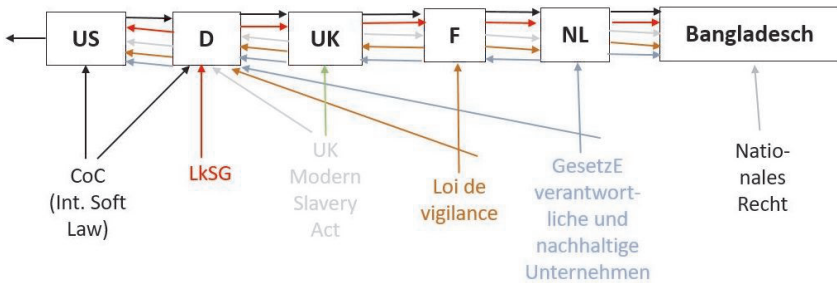 US D UK F NL Bangladesch
CoC
(Int. Soft
Law)
LkSG
UK
Modern
Slavery
Act
Loi de
vigilance
GesetzE
verantwort-
liche und
nachhaltige
Unternehmen
Natio-
nales
Recht